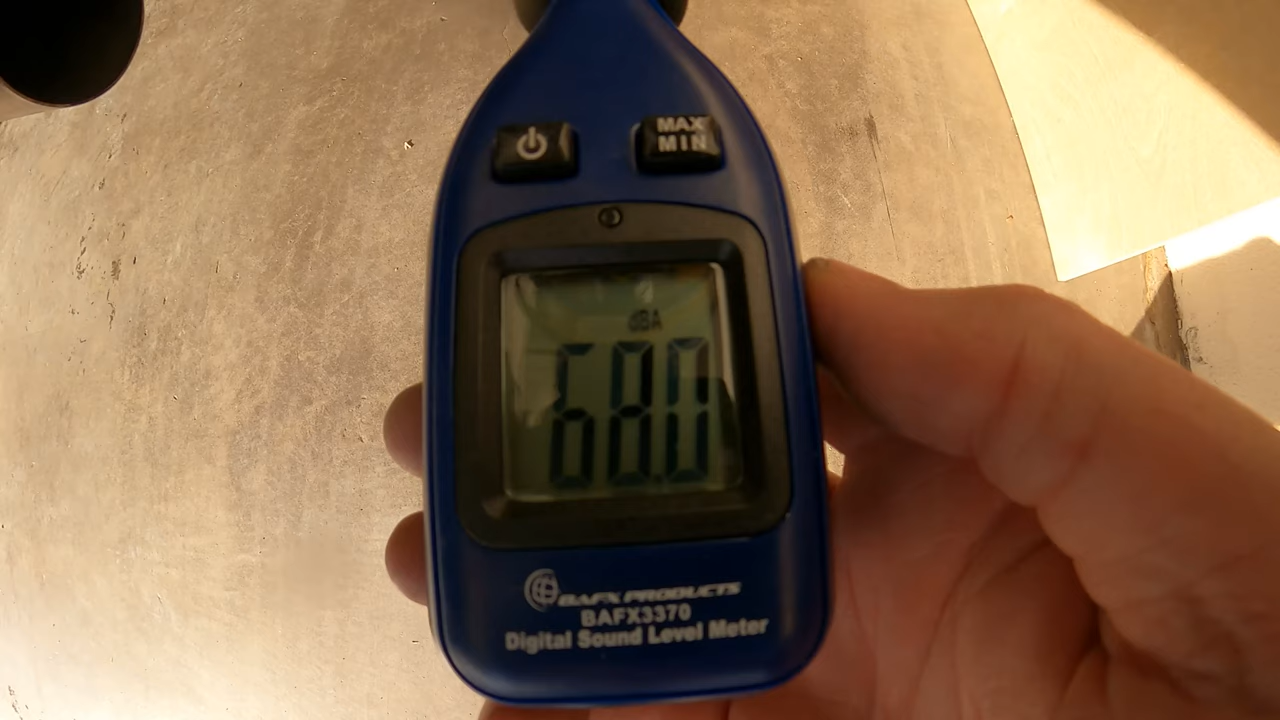 MAX
MIN
dBA
68.0
BAFX PRODUCTS
BAFX3370
Digital Sound Level Meter